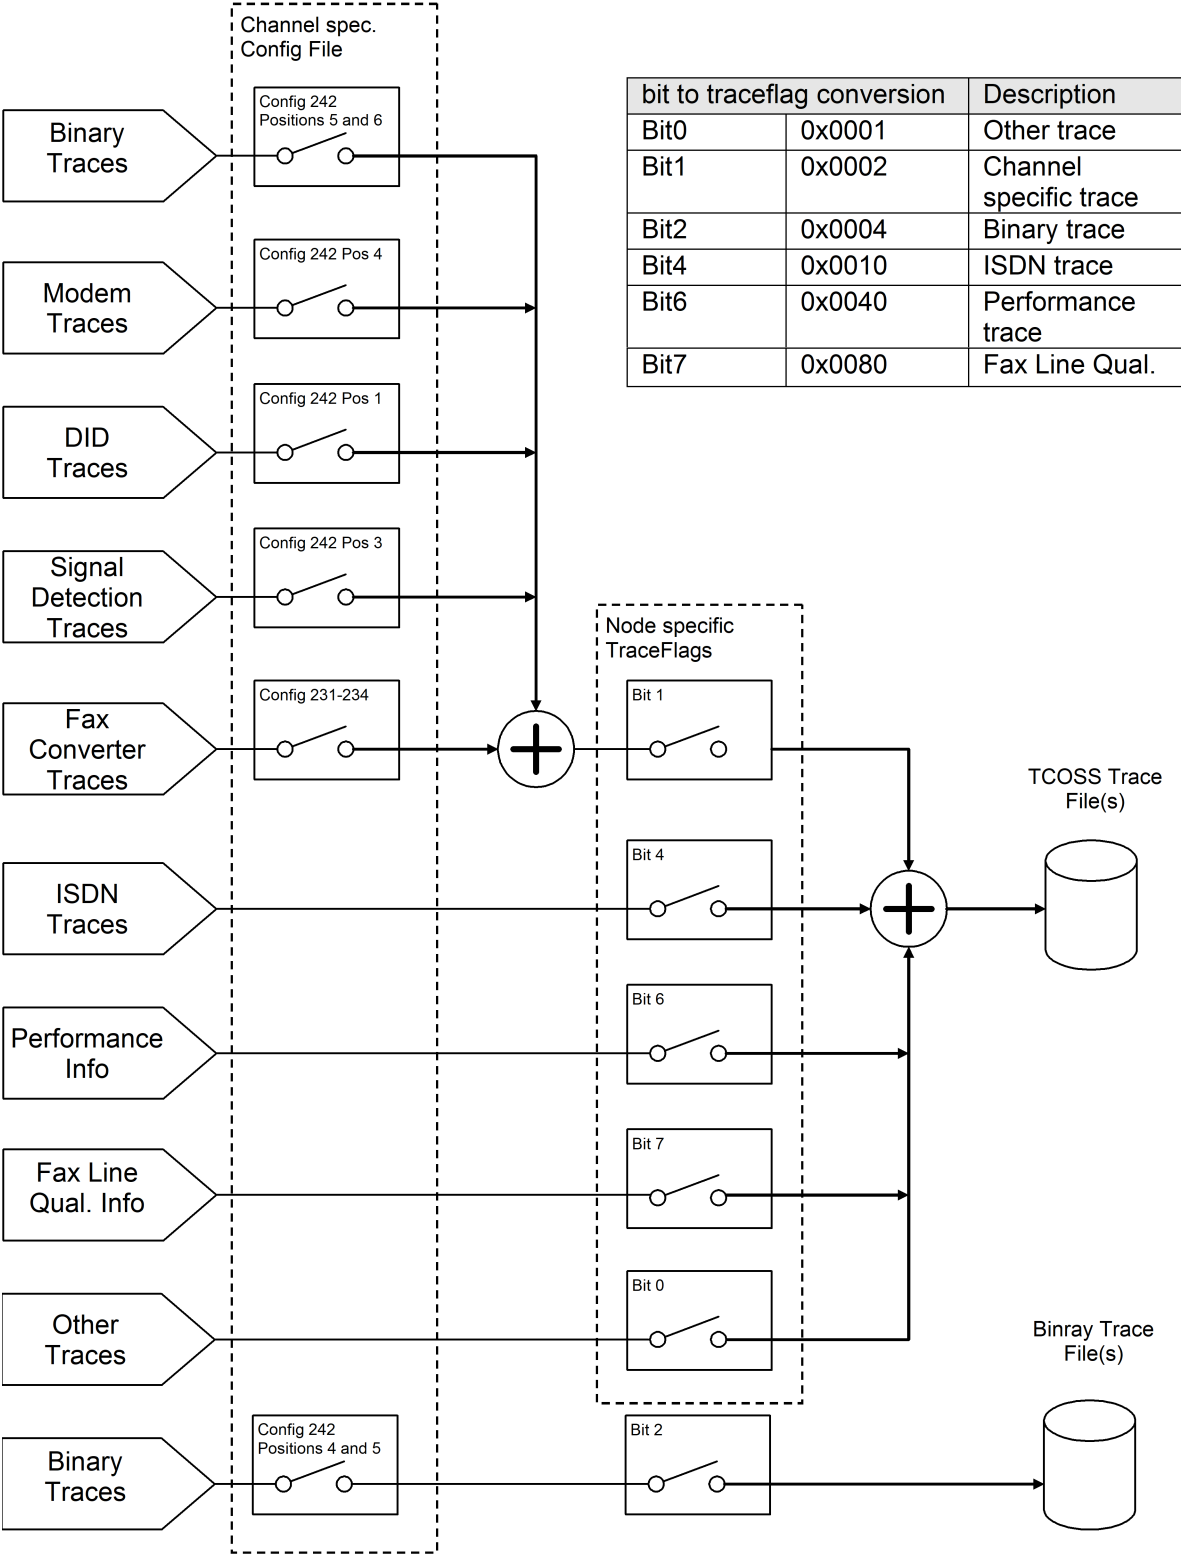 Channel spec.
Config File
Config 242
Positions 5 and 6
Binary
Traces
Config 242 Pos 4
Modem
Traces
Config 242 Pos 1
DID
Traces
Config 242 Pos 3
Signal
Detection
Traces
Config 231-234
Fax
Converter
Traces
ISDN
Traces
Performance
Info
Fax Line
Qual. Info
Other
Traces
Config 242
Positions 4 and 5
Binary
Traces
bit to traceflag conversion Description
Bit0 0x0001 Other trace
Bit1 0x0002 Channel
specific trace
Bit2 0x0004 Binary trace
Bit4 0x0010 ISDN trace
Bit6 0x0040 Performance
trace
Bit7 0x0080 Fax Line Qual.
Node specific
TraceFlags
Bit 1
Bit 4
Bit 6
Bit 7
Bit 0
Bit 2
TCOSS Trace
File(s)
Binray Trace
File(s)